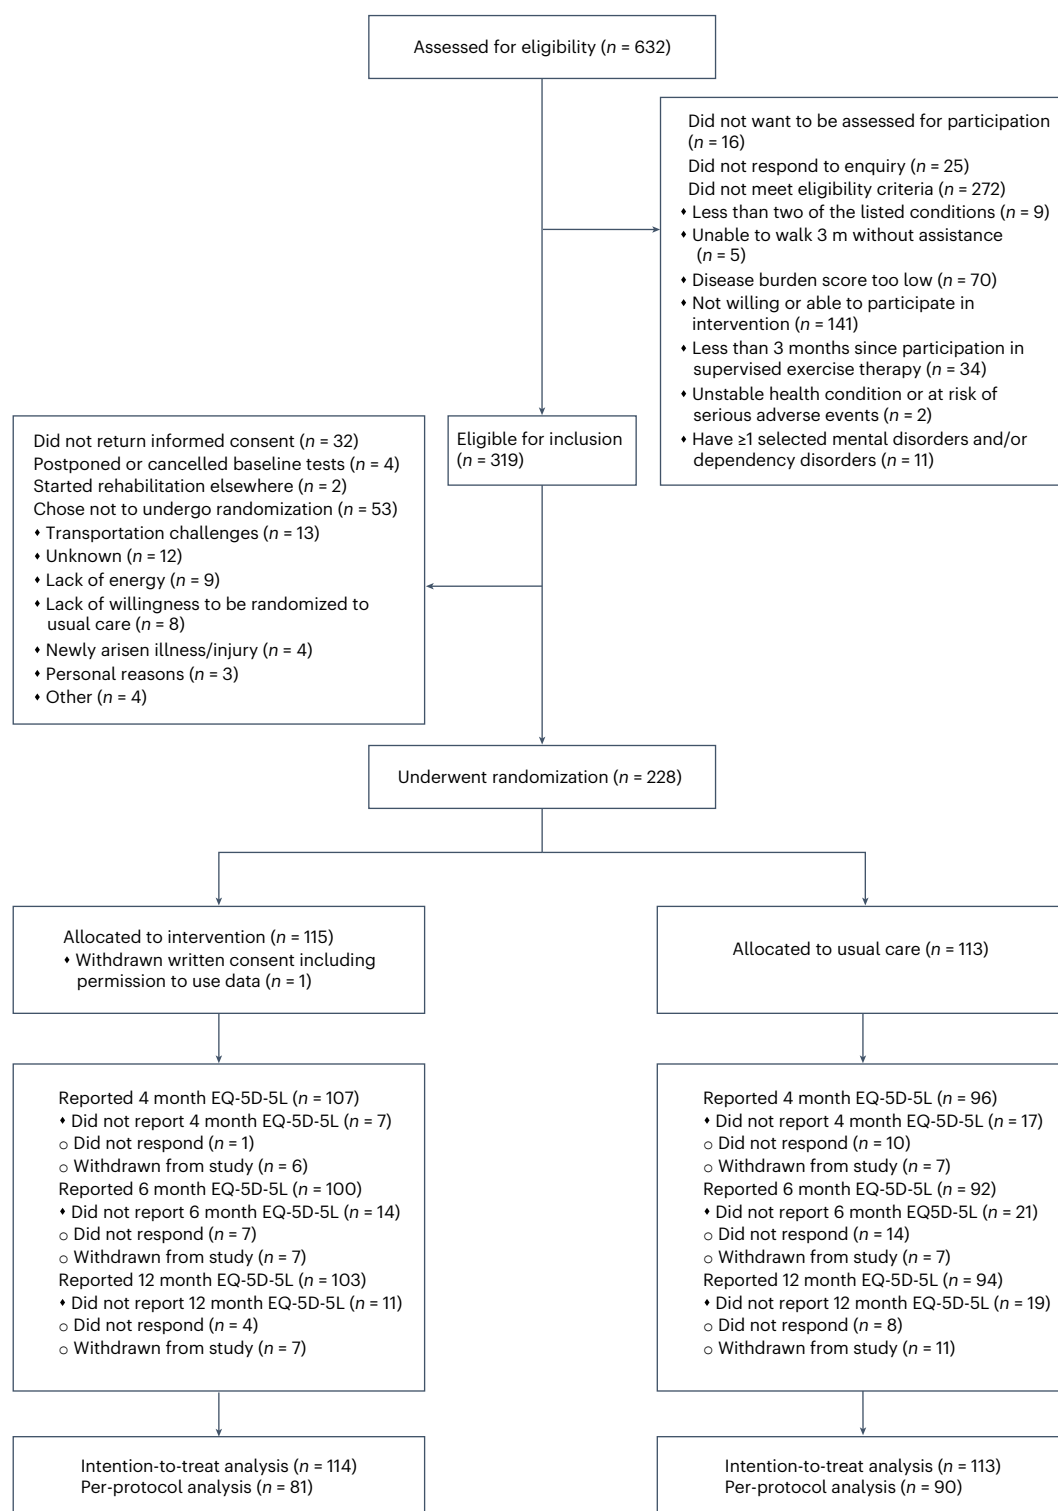 Assessed for eligibility (n = 632)
Did not want to be assessed for participation
(n = 16)
Did not respond to enquiry (n = 25)
Did not meet eligibility criteria (n = 272)
♦ Less than two of the listed conditions (n = 9)
♦ Unable to walk 3 m without assistance
(n = 5)
♦ Disease burden score too low (n = 70)
♦ Not willing or able to participate in
intervention (n = 141)
♦ Less than 3 months since participation in
supervised exercise therapy (n = 34)
♦ Unstable health condition or at risk of
serious adverse events (n = 2)
♦ Have ≥1 selected mental disorders and/or
dependency disorders (n = 11)
Eligible for inclusion
(n = 319)
Did not return informed consent (n = 32)
Postponed or cancelled baseline tests (n = 4)
Started rehabilitation elsewhere (n = 2)
Chose not to undergo randomization (n = 53)
♦ Transportation challenges (n = 13)
♦ Unknown (n = 12)
♦ Lack of energy (n = 9)
♦ Lack of willingness to be randomized to
usual care (n = 8)
♦ Newly arisen illness/injury (n = 4)
♦ Personal reasons (n = 3)
♦ Other (n = 4)
Underwent randomization (n = 228)
Allocated to intervention (n = 115)
♦ Withdrawn written consent including
permission to use data (n = 1)
Allocated to usual care (n = 113)
Reported 4 month EQ-5D-5L (n = 107)
♦ Did not report 4 month EQ-5D-5L (n = 7)
○ Did not respond (n = 1)
○ Withdrawn from study (n = 6)
Reported 6 month EQ-5D-5L (n = 100)
♦ Did not report 6 month EQ-5D-5L (n = 14)
○ Did not respond (n = 7)
○ Withdrawn from study (n = 7)
Reported 12 month EQ-5D-5L (n = 103)
♦ Did not report 12 month EQ-5D-5L (n = 11)
○ Did not respond (n = 4)
○ Withdrawn from study (n = 7)
Reported 4 month EQ-5D-5L (n = 96)
♦ Did not report 4 month EQ-5D-5L (n = 17)
○ Did not respond (n = 10)
○ Withdrawn from study (n = 7)
Reported 6 month EQ-5D-5L (n = 92)
♦ Did not report 6 month EQ5D-5L (n = 21)
○ Did not respond (n = 14)
○ Withdrawn from study (n = 7)
Reported 12 month EQ-5D-5L (n = 94)
♦ Did not report 12 month EQ-5D-5L (n = 19)
○ Did not respond (n = 8)
○ Withdrawn from study (n = 11)
Intention-to-treat analysis (n = 114)
Per-protocol analysis (n = 81)
Intention-to-treat analysis (n = 113)
Per-protocol analysis (n = 90)